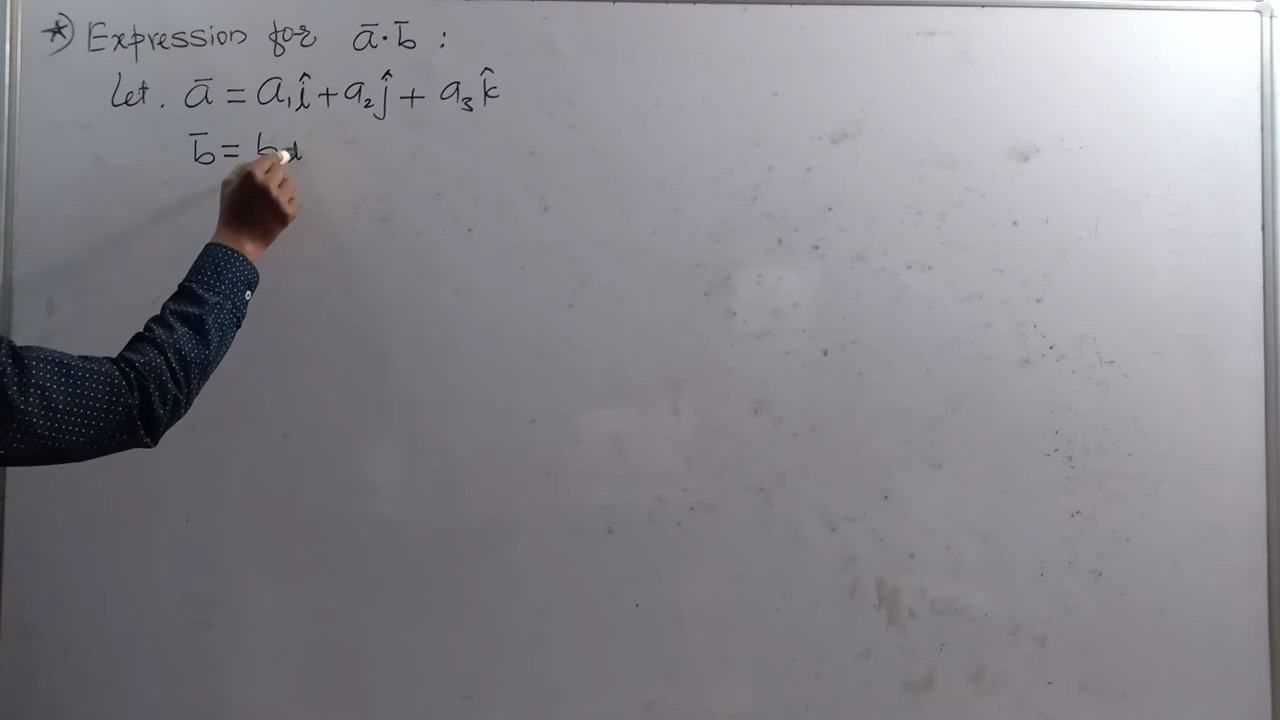 *) Expression for a̅·b̅ :
Let. a̅ = a₁î + a₂ĵ + a₃k̂
b̅ = b